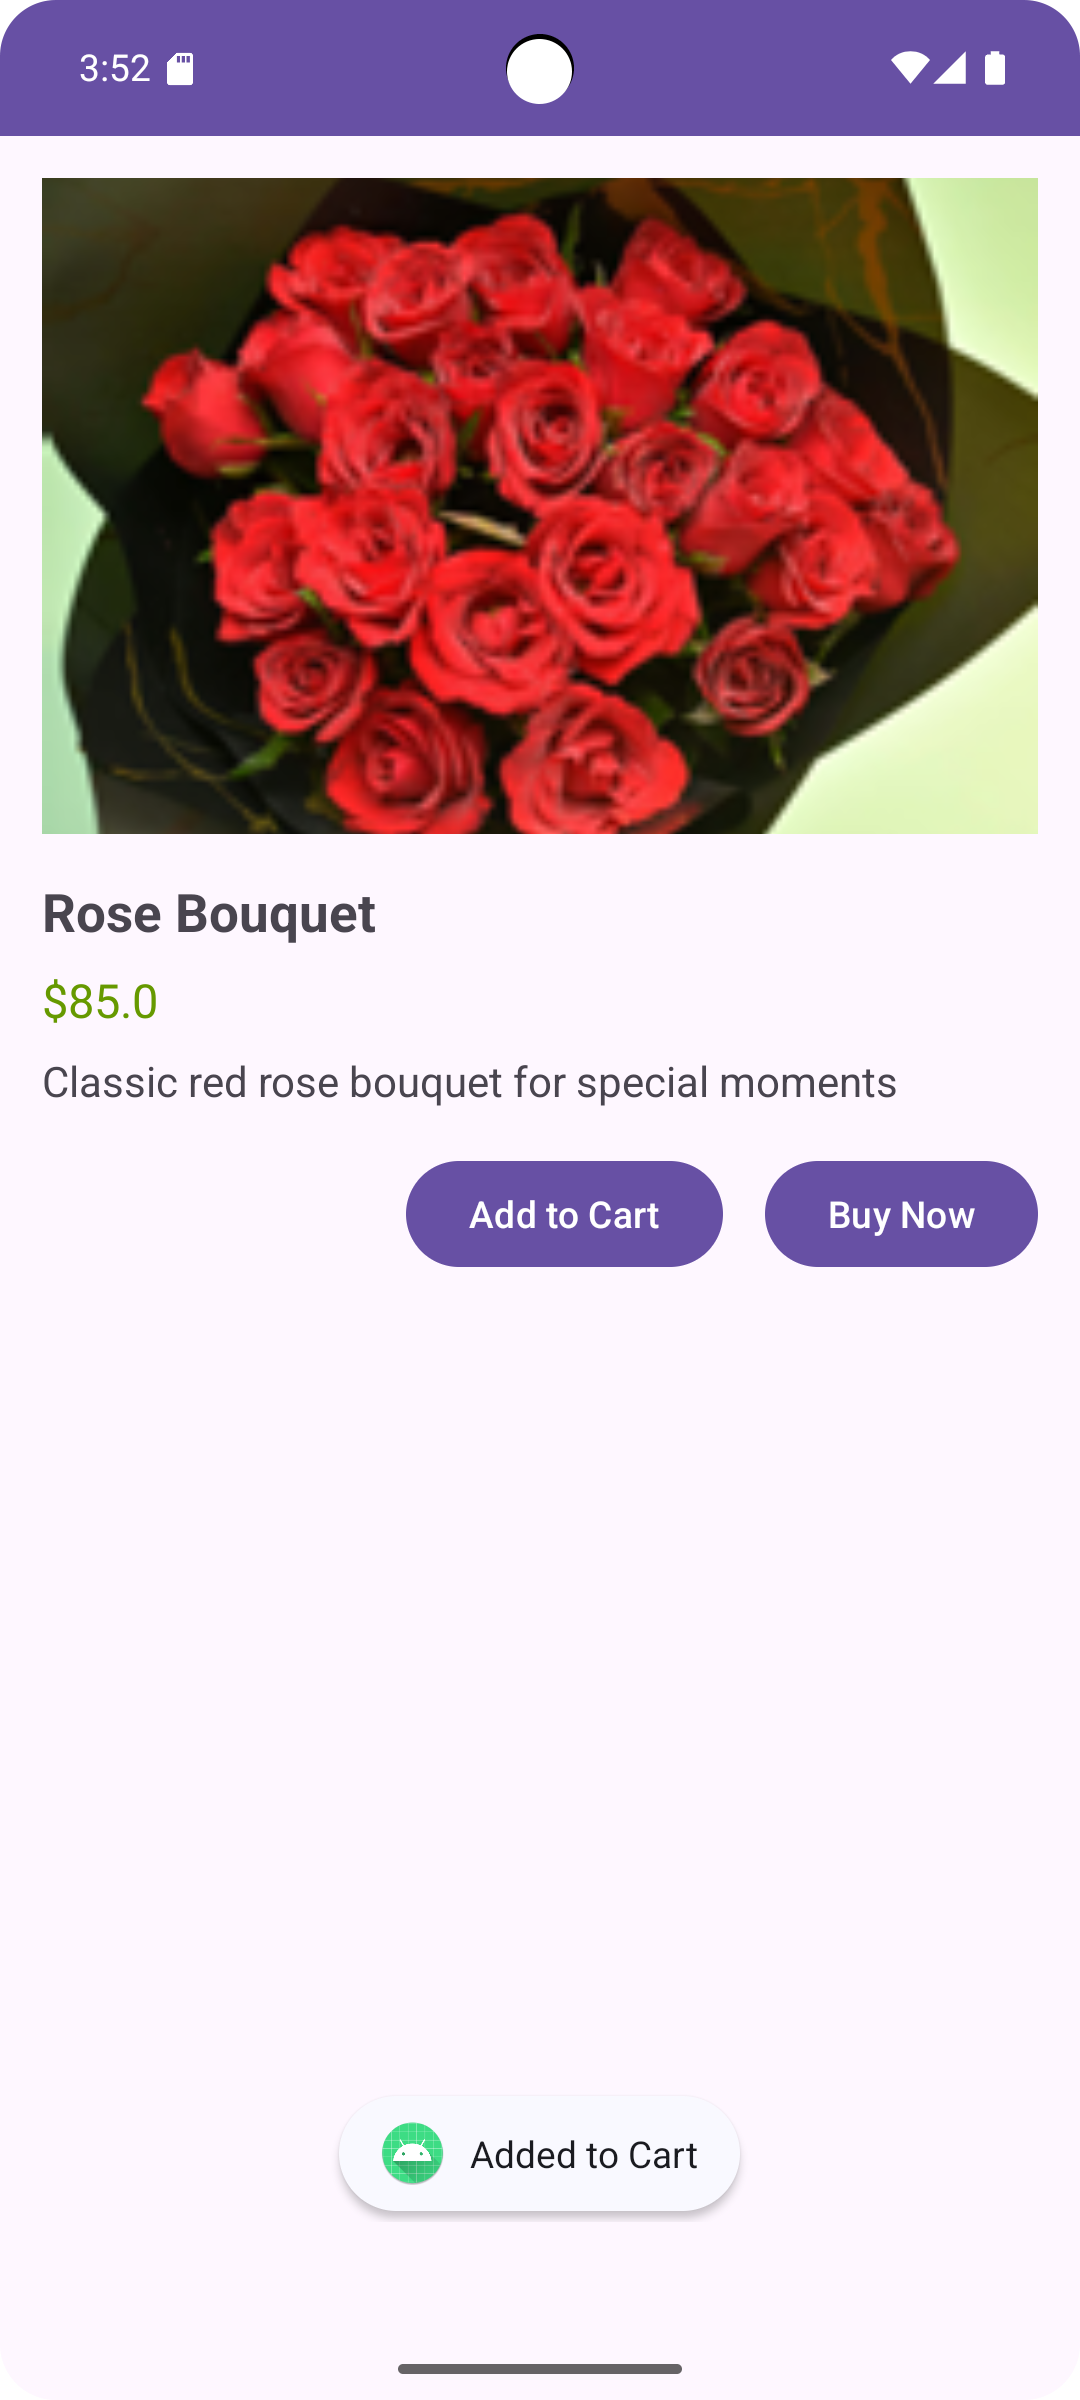 3:52
Rose Bouquet
$85.0
Classic red rose bouquet for special moments
Add to Cart
Buy Now
Added to Cart